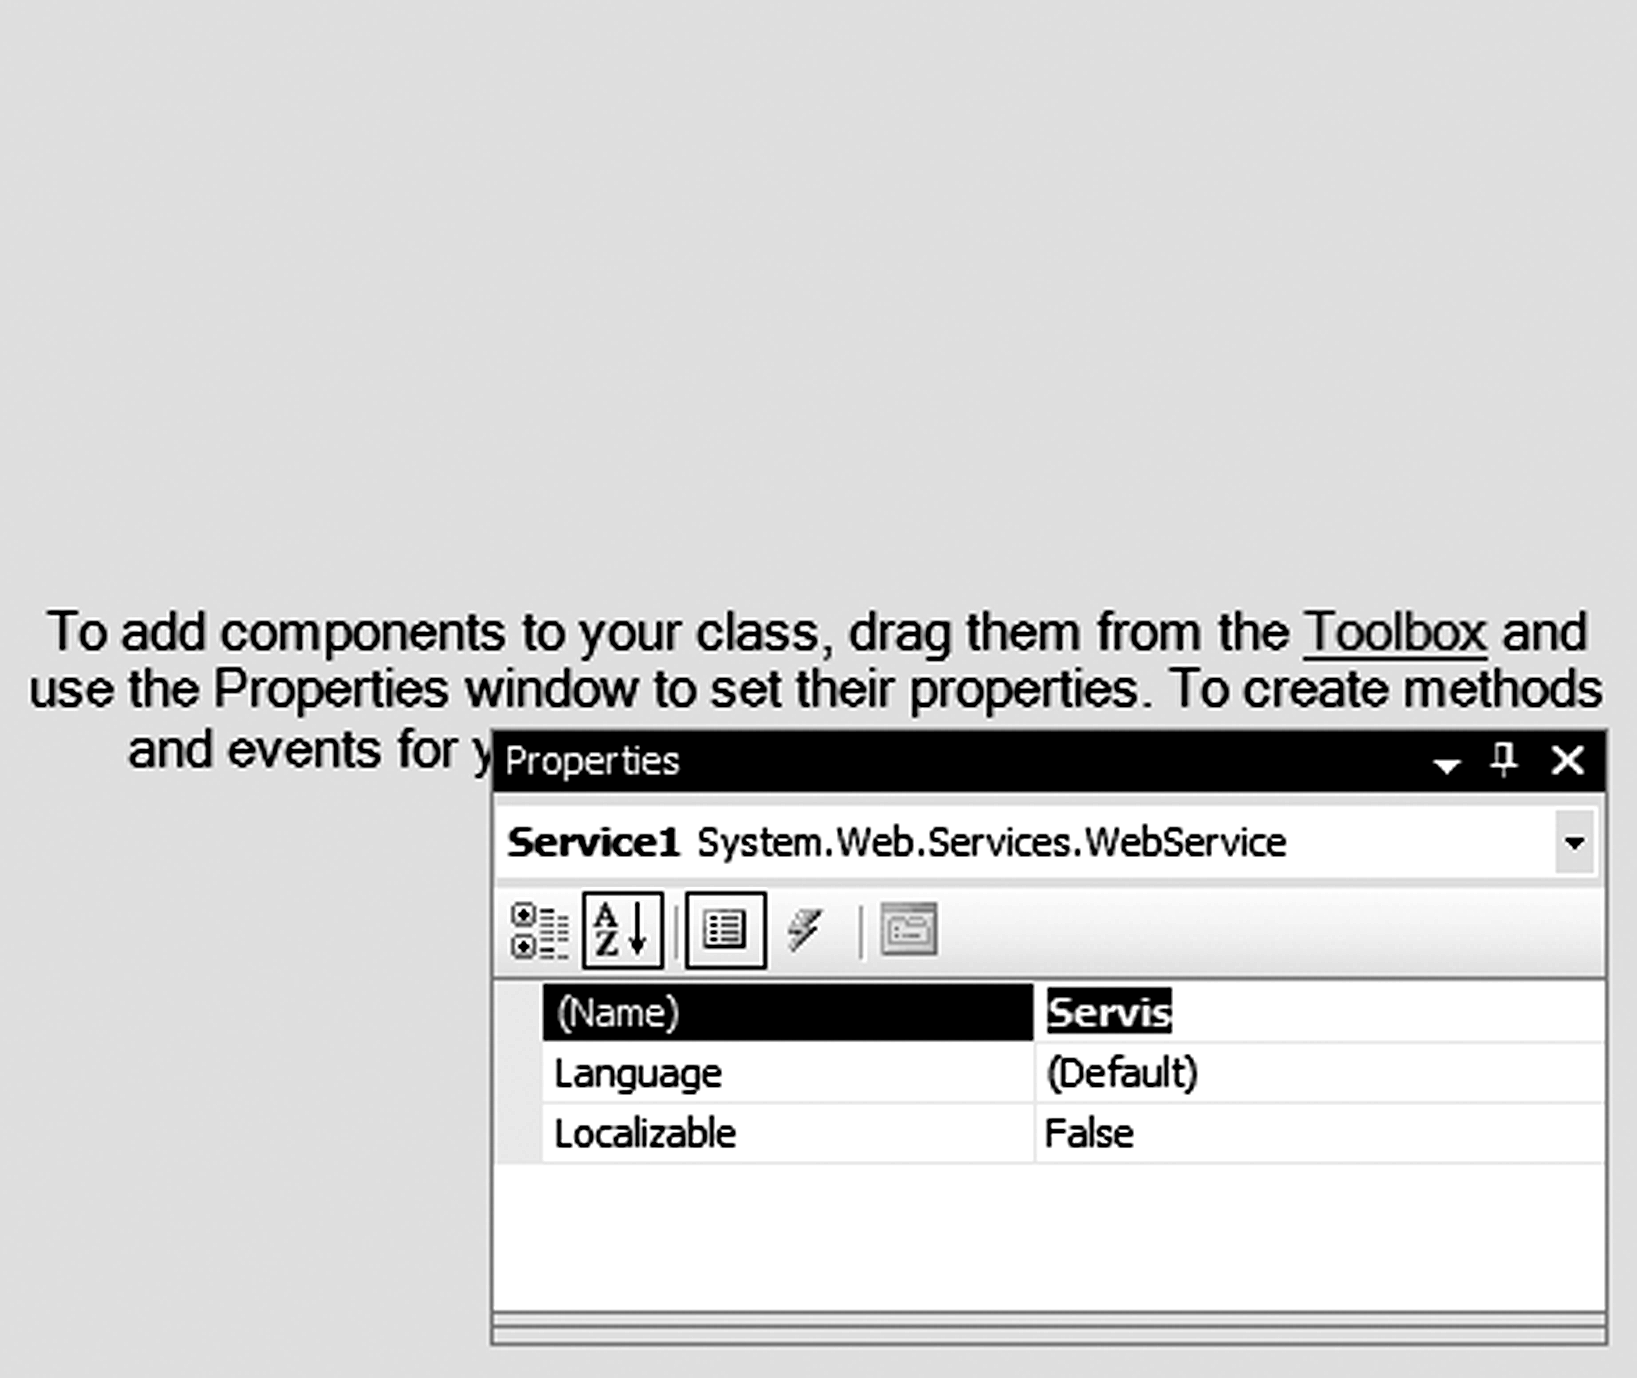 To add components to your class, drag them from the Toolbox and
use the Properties window to set their properties. To create methods
and events for
Properties
Service1 System.Web.Services.WebService
A
Z
(Name) Servis
Language (Default)
Localizable False